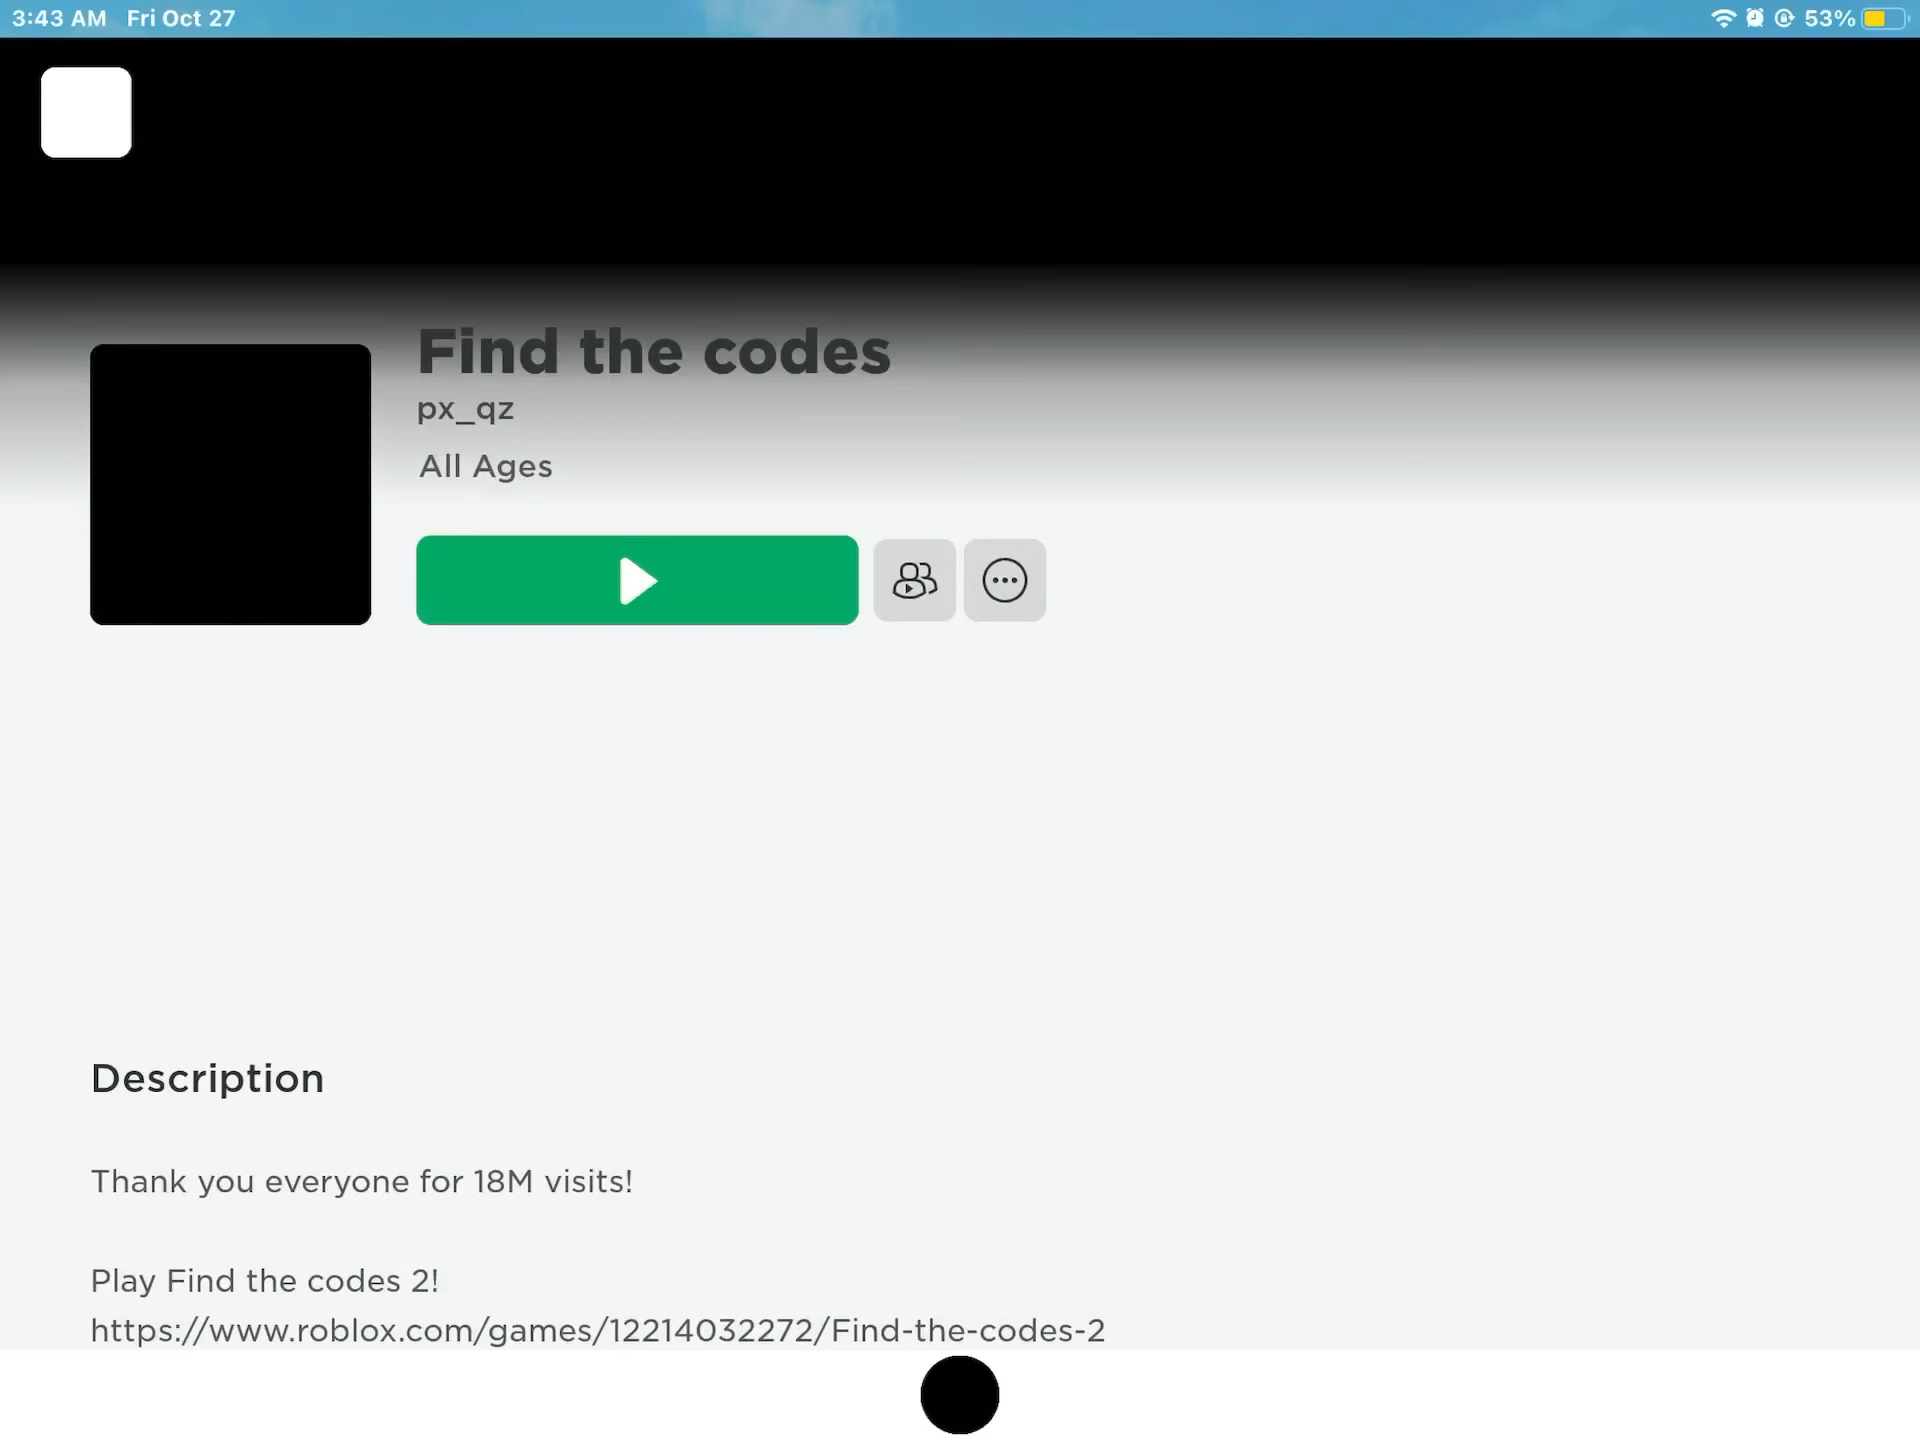 3:43 AM Fri Oct 27 53%
Find the codes
px_qz
All Ages
Description
Thank you everyone for 18M visits!
Play Find the codes 2!
https://www.roblox.com/games/12214032272/Find-the-codes-2